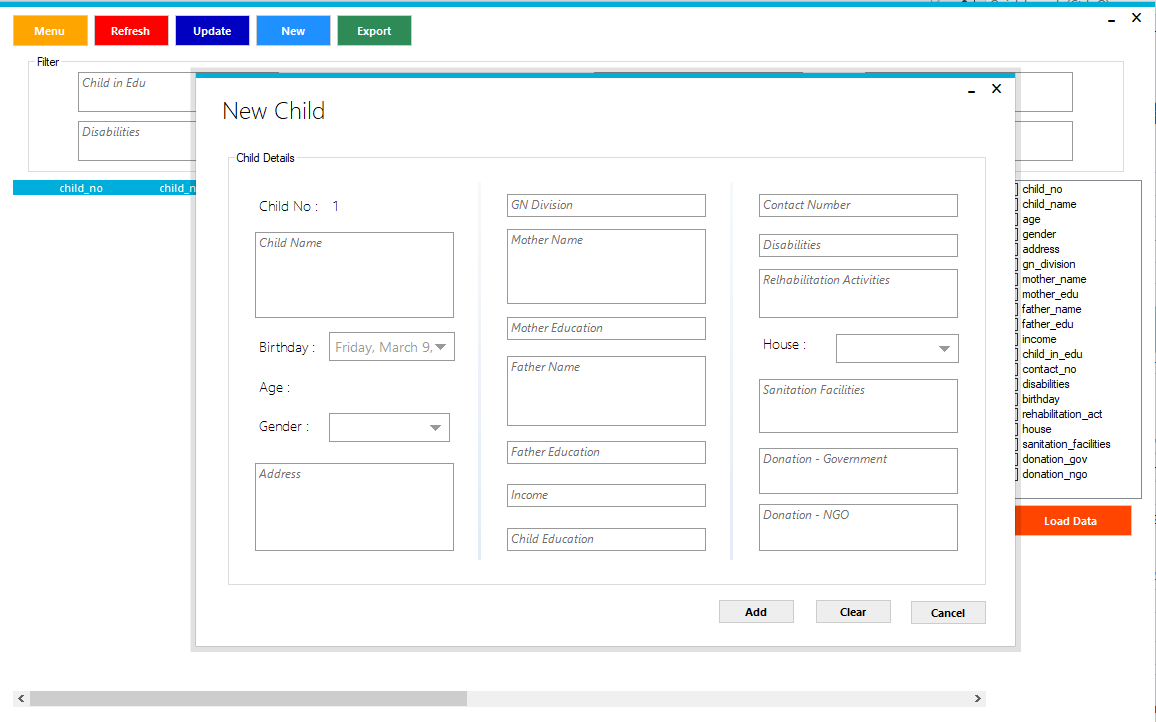 Menu
Refresh
Update
New
Export
Filter
Child in Edu
Disabilities
child_no
New Child
Child Details
Child No :
1
Child Name
Birthday :
Friday, March 9,
Age :
Gender :
Address
GN Division
Mother Name
Mother Education
Father Name
Father Education
Income
Child Education
Contact Number
Disabilities
Relhabilitation Activities
House :
Sanitation Facilities
Donation - Government
Donation - NGO
Add
Clear
Cancel
child_no
child_name
age
gender
address
gn_division
mother_name
mother_edu
father_name
father_edu
income
child_in_edu
contact_no
disabilities
birthday
rehabilitation_act
house
sanitation_facilities
donation_gov
donation_ngo
Load Data